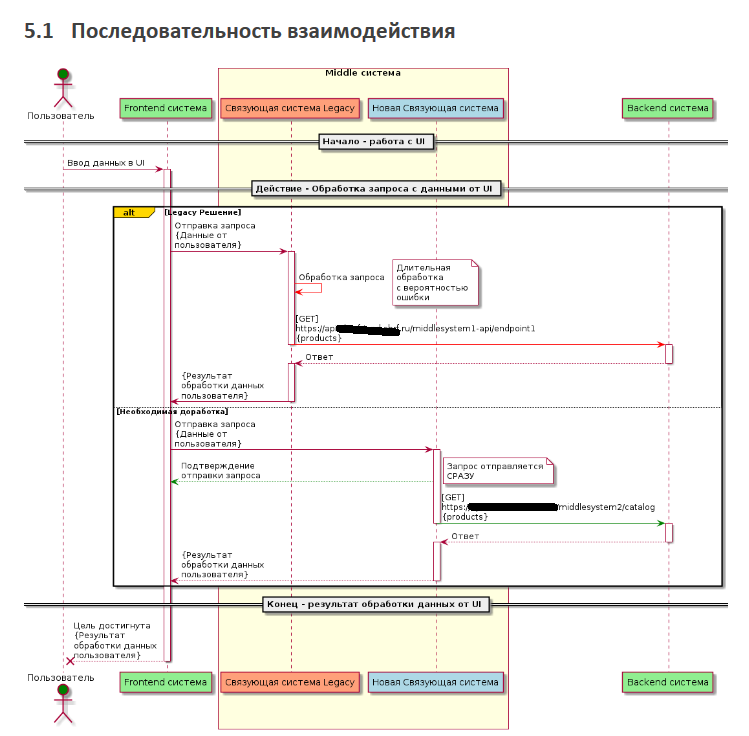 5.1 Последовательность взаимодействия
Middle система
Пользователь
Frontend система
Связующая система Legacy
Новая Связующая система
Backend система
Начало - работа с UI
Ввод данных в UI
Действие - Обработка запроса с данными от UI
alt
[Legacy Решение]
Отправка запроса
{Данные от
пользователя}
Обработка запроса
Длительная
обработка
с вероятностью
ошибки
[GET]
.ru/middlesystem1-api/endpoint1
{products}
Ответ
{Результат
обработки данных
пользователя}
[Необходимая доработка]
Отправка запроса
{Данные от
пользователя}
Подтверждение
отправки запроса
Запрос отправляется
СРАЗУ
[GET]
https:/ /middlesystem2/catalog
{products}
Ответ
{Результат
обработки данных
пользователя}
Конец - результат обработки данных от UI
Цель достигнута
{Результат
обработки данных
пользователя}
Пользователь
Frontend система
Связующая система Legacy
Новая Связующая система
Backend система